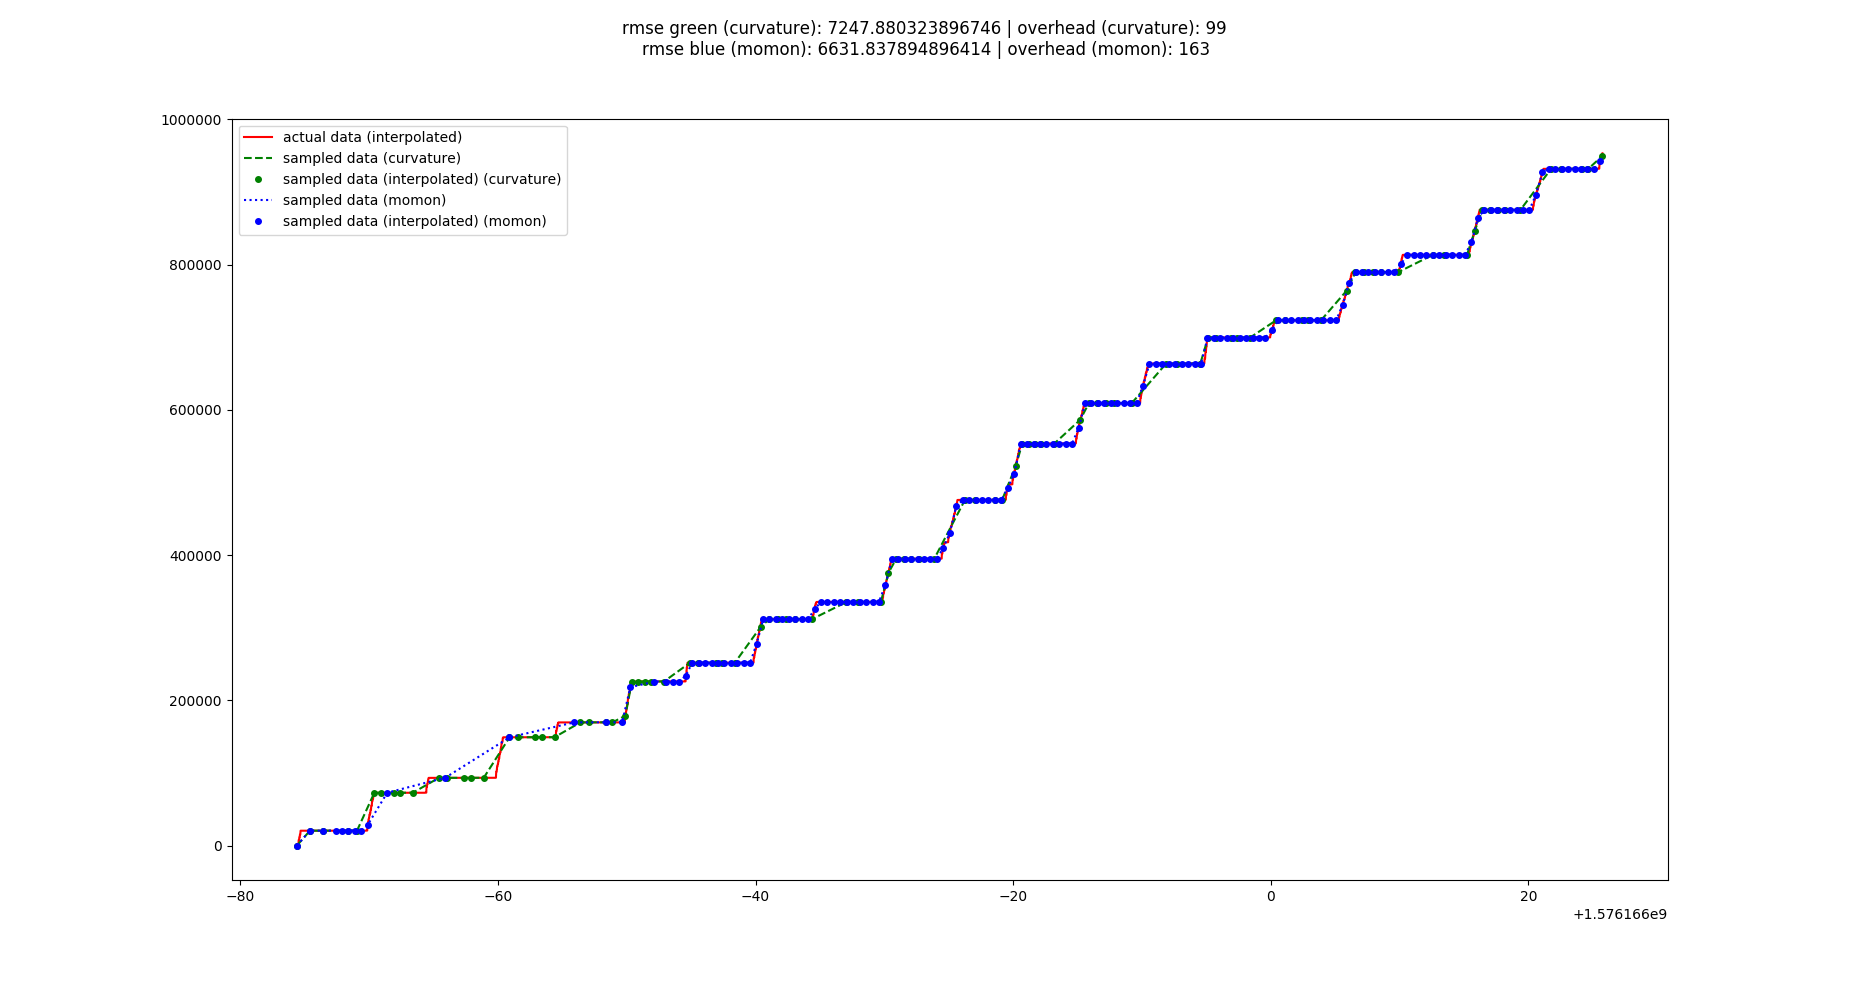 rmse green (curvature): 7247.880323896746 | overhead (curvature): 99
rmse blue (momon): 6631.837894896414 | overhead (momon): 163
1000000
800000
600000
400000
200000
0
actual data (interpolated)
sampled data (curvature)
sampled data (interpolated) (curvature)
sampled data (momon)
sampled data (interpolated) (momon)
−80 −60 −40 −20 0 20
+1.576166e9